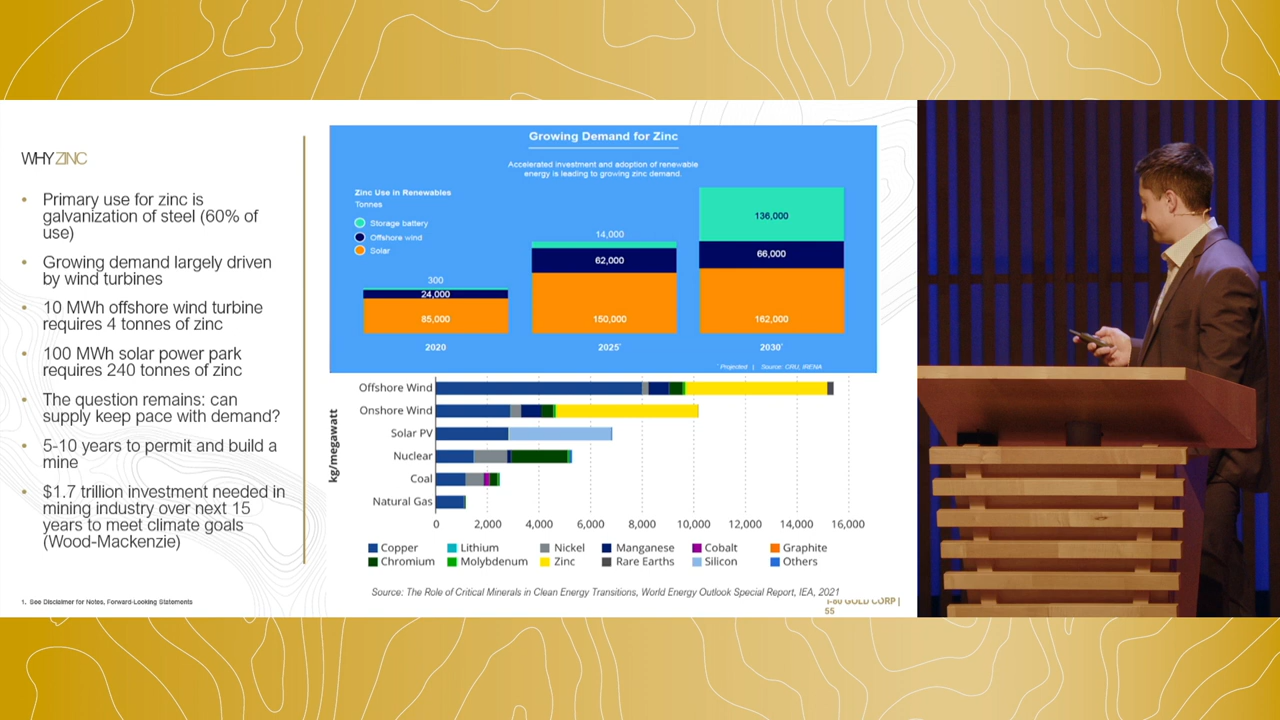 WHY ZINC
• Primary use for zinc is
galvanization of steel (60% of
use)
• Growing demand largely driven
by wind turbines
• 10 MWh offshore wind turbine
requires 4 tonnes of zinc
• 100 MWh solar power park
requires 240 tonnes of zinc
• The question remains: can
supply keep pace with demand?
• 5-10 years to permit and build a
mine
• $1.7 trillion investment needed in
mining industry over next 15
years to meet climate goals
(Wood-Mackenzie)
1. See Disclaimer for Notes, Forward-Looking Statements
Growing Demand for Zinc
Accelerated investment and adoption of renewable
energy is leading to growing zinc demand.
Zinc Use in Renewables
Tonnes
Storage battery
Offshore wind
Solar
300
24,000
85,000
2020
14,000
62,000
150,000
2025*
136,000
66,000
162,000
2030*
* Projected | Source: CRU, IRENA
kg/megawatt
Offshore Wind
Onshore Wind
Solar PV
Nuclear
Coal
Natural Gas
0 2,000 4,000 6,000 8,000 10,000 12,000 14,000 16,000
Copper Lithium Nickel Manganese Cobalt Graphite
Chromium Molybdenum Zinc Rare Earths Silicon Others
Source: The Role of Critical Minerals in Clean Energy Transitions, World Energy Outlook Special Report, IEA, 2021
I-80 GOLD CORP |
55